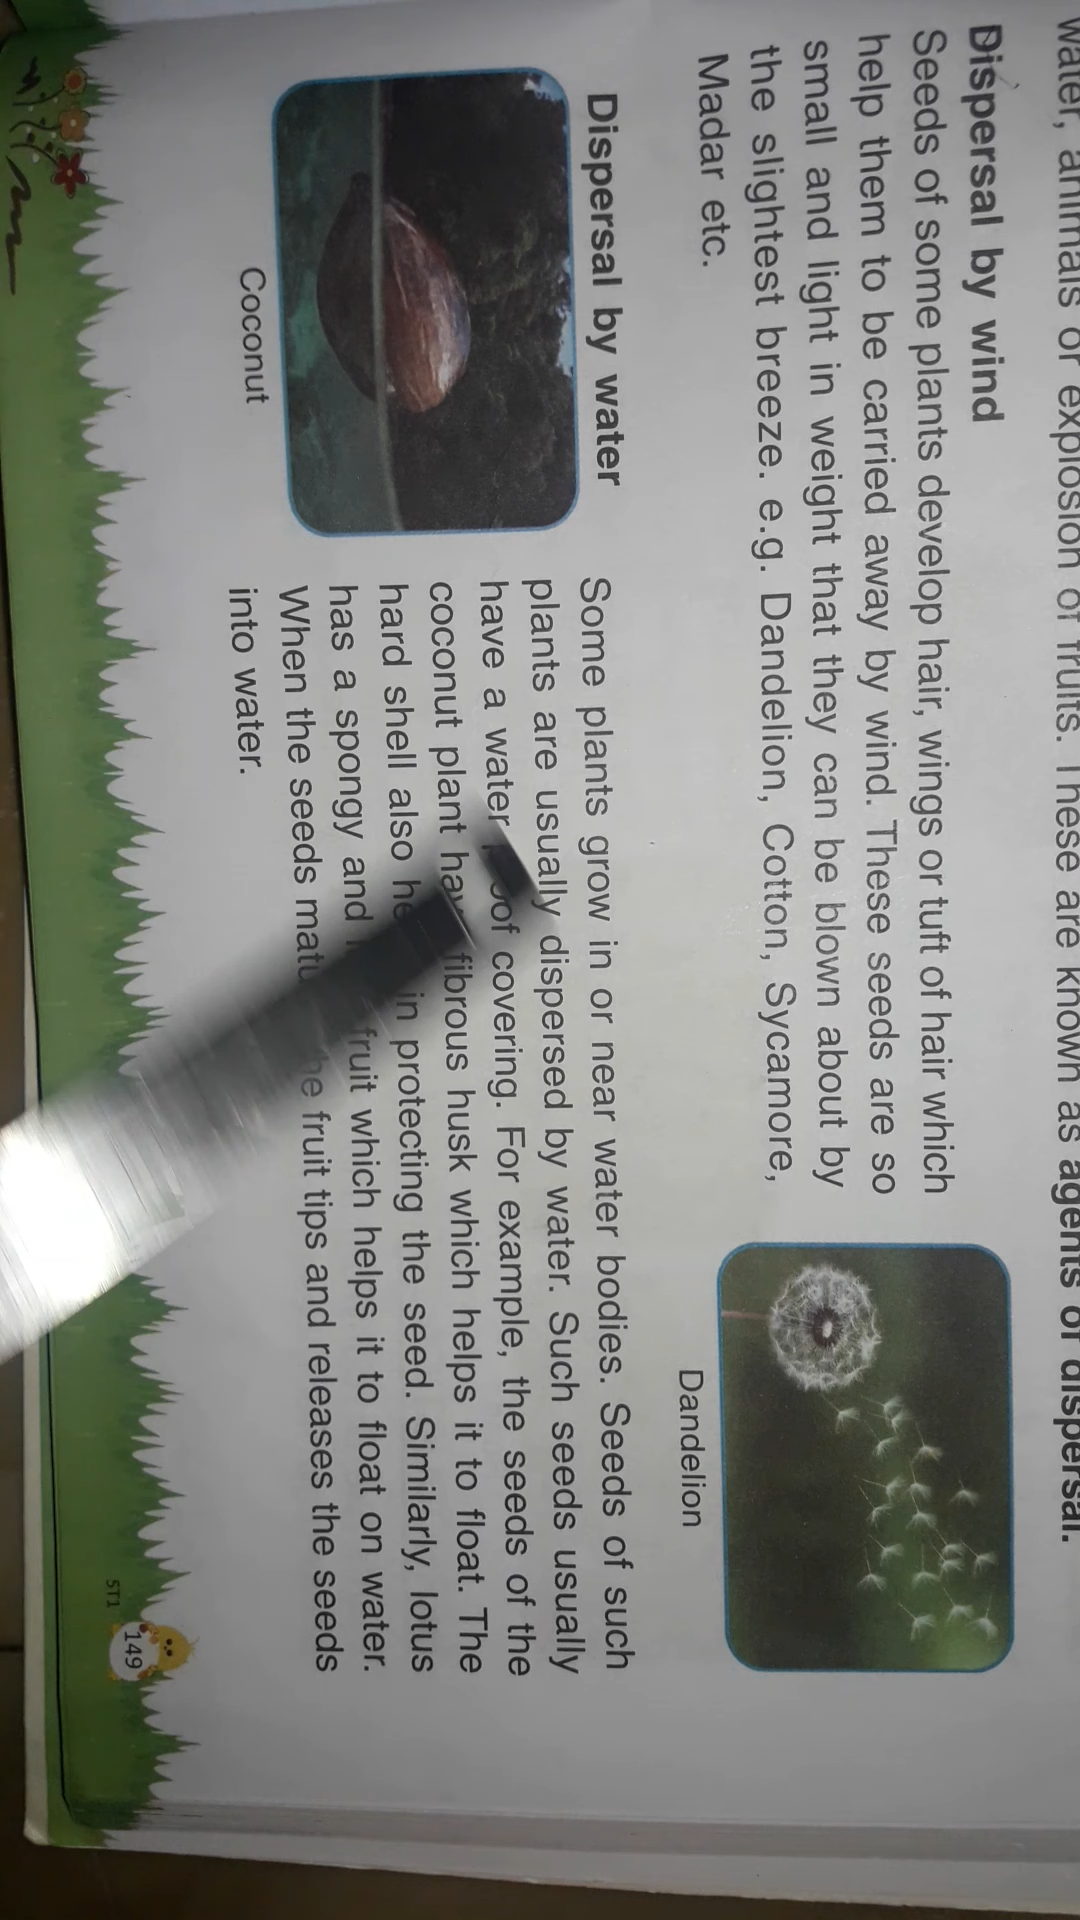 water, animals or explosion of fruits. These are known as agents of dispersal.
Dispersal by wind
Seeds of some plants develop hair, wings or tuft of hair which
help them to be carried away by wind. These seeds are so
small and light in weight that they can be blown about by
the slightest breeze. e.g. Dandelion, Cotton, Sycamore,
Madar etc.
Dandelion
Dispersal by water
Coconut
Some plants grow in or near water bodies. Seeds of such
plants are usually dispersed by water. Such seeds usually
have a water covering. For example, the seeds of the
coconut plant fibrous husk which helps it to float. The
hard shell also in protecting the seed. Similarly, lotus
has a spongy and fruit which helps it to float on water.
When the seeds fruit tips and releases the seeds
into water.
149
ST1